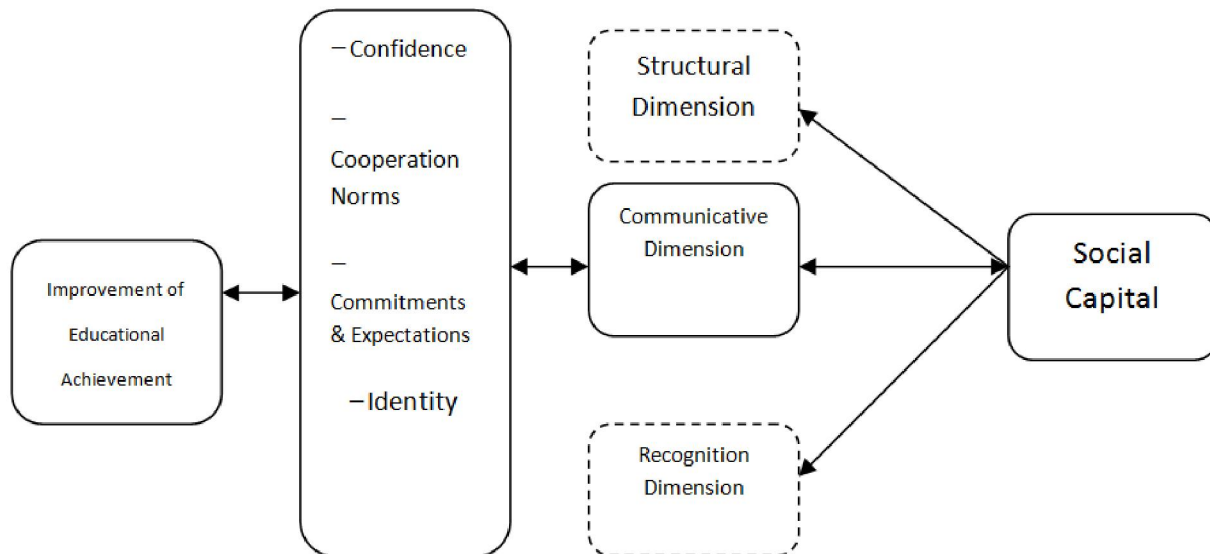 Improvement of
Educational
Achievement
– Confidence
–
Cooperation
Norms
–
Commitments
& Expectations
– Identity
Structural
Dimension
Communicative
Dimension
Recognition
Dimension
Social
Capital